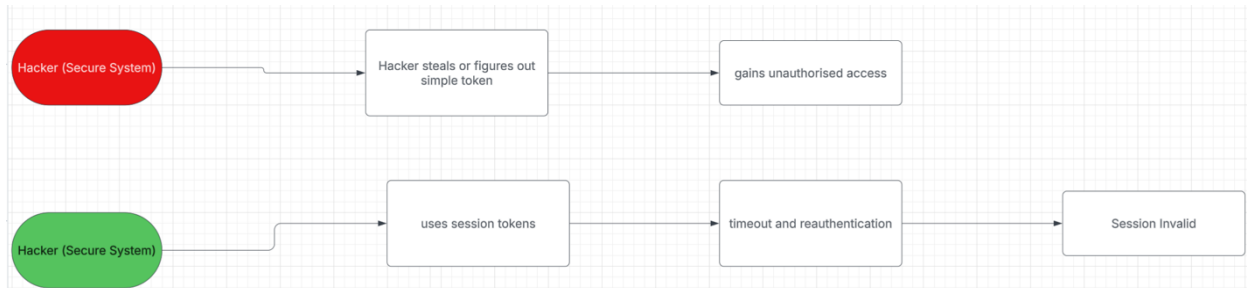 Hacker (Secure System)
Hacker steals or figures out
simple token
gains unauthorised access
Hacker (Secure System)
uses session tokens
timeout and reauthentication
Session Invalid